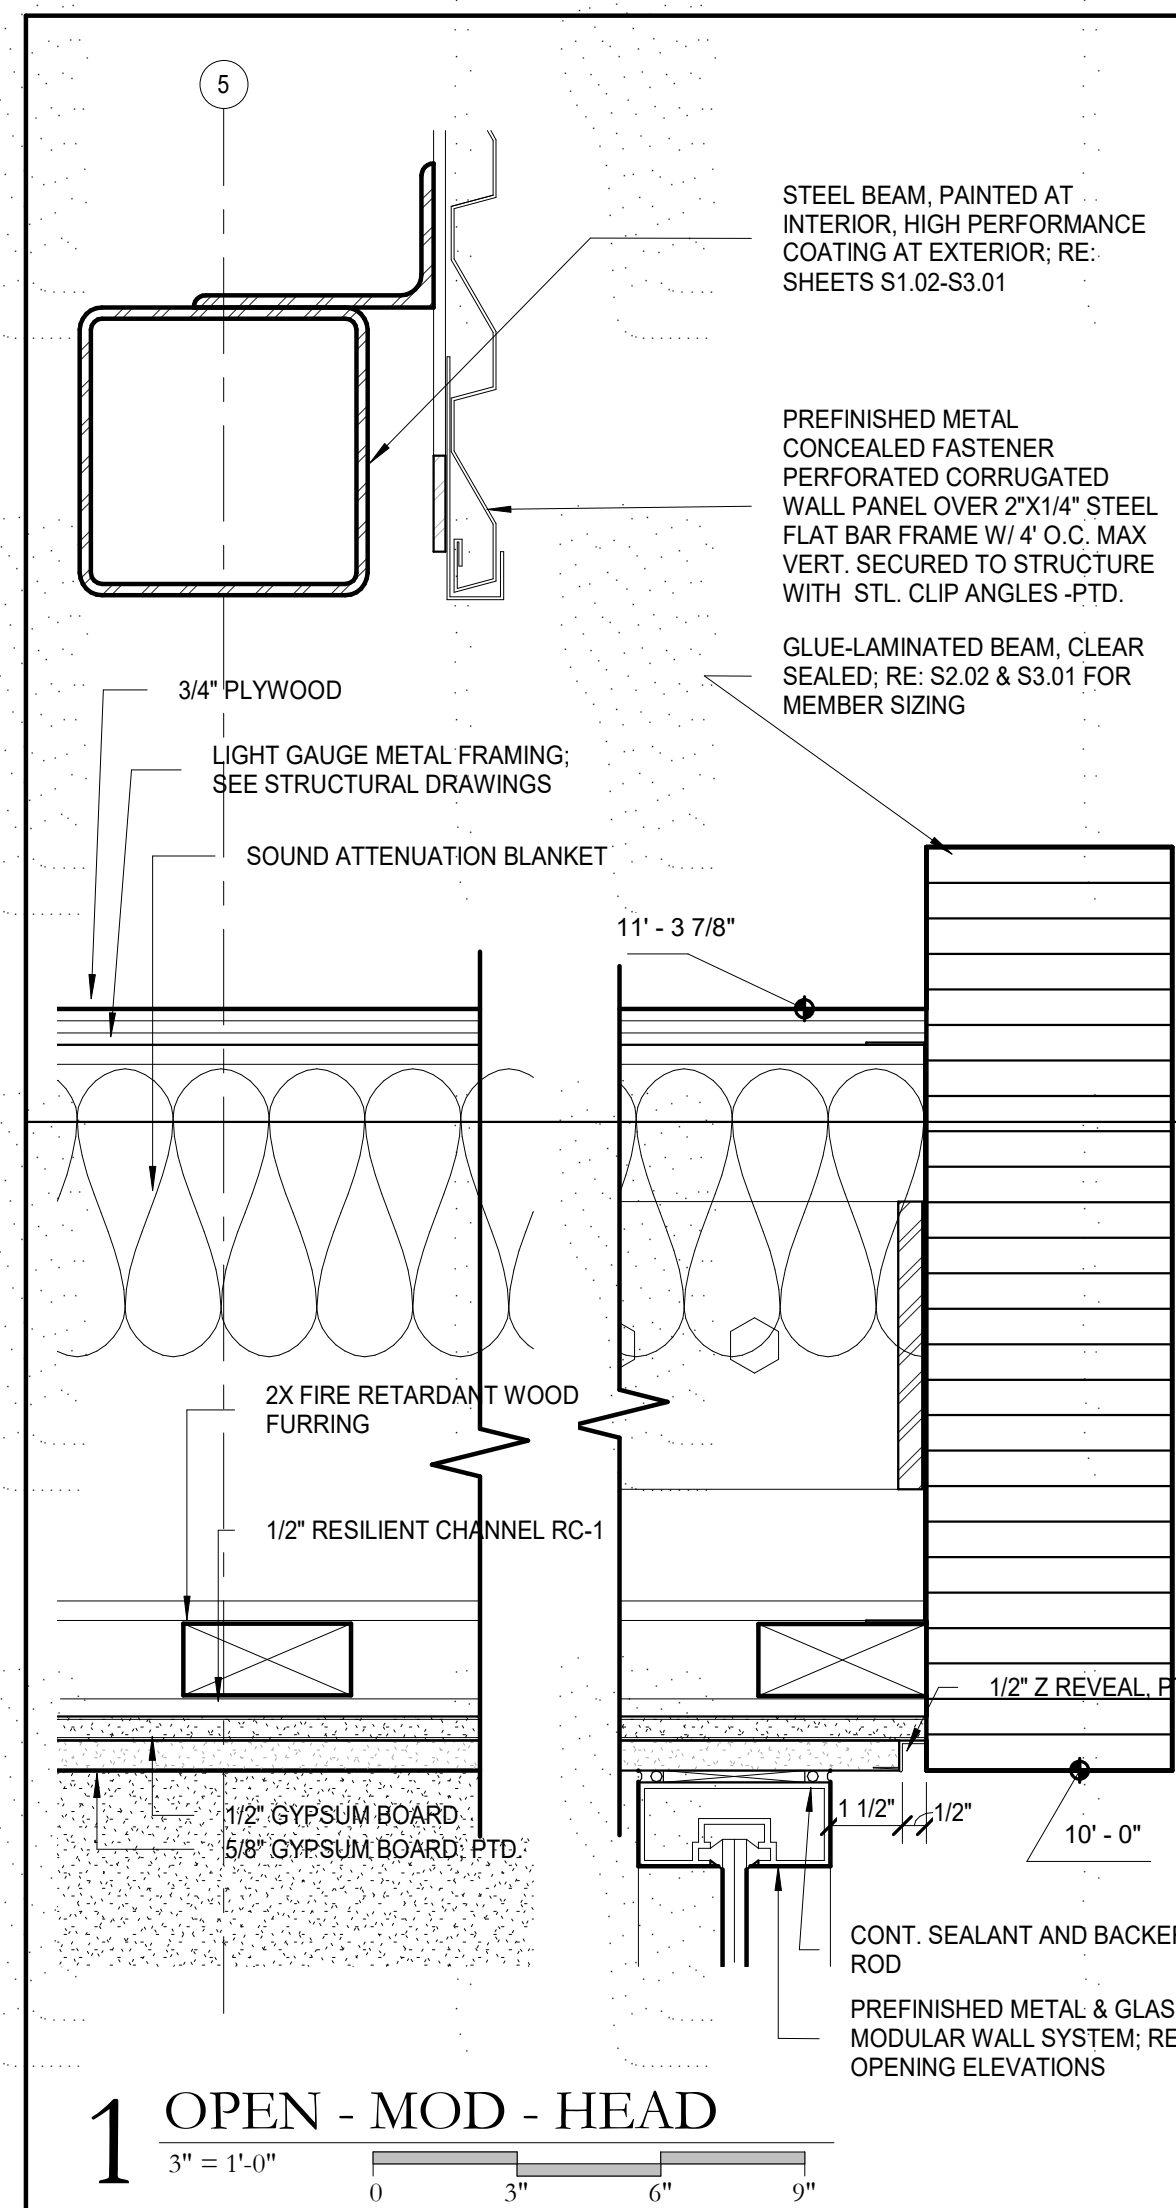 5
STEEL BEAM, PAINTED AT
INTERIOR, HIGH PERFORMANCE
COATING AT EXTERIOR; RE:
SHEETS S1.02-S3.01
PREFINISHED METAL
CONCEALED FASTENER
PERFORATED CORRUGATED
WALL PANEL OVER 2"X1/4" STEEL
FLAT BAR FRAME W/ 4' O.C. MAX
VERT. SECURED TO STRUCTURE
WITH STL. CLIP ANGLES -PTD.
GLUE-LAMINATED BEAM, CLEAR
SEALED; RE: S2.02 & S3.01 FOR
MEMBER SIZING
3/4" PLYWOOD
LIGHT GAUGE METAL FRAMING;
SEE STRUCTURAL DRAWINGS
SOUND ATTENUATION BLANKET
11' - 3 7/8"
2X FIRE RETARDANT WOOD
FURRING
1/2" RESILIENT CHANNEL RC-1
1/2" Z REVEAL,
1/2" GYPSUM BOARD
5/8" GYPSUM BOARD, PTD.
1 1/2"
1/2"
10' - 0"
CONT. SEALANT AND BACKER
ROD
PREFINISHED METAL & GLAS
MODULAR WALL SYSTEM; RE
OPENING ELEVATIONS
1 OPEN - MOD - HEAD
3" = 1'-0"
0 3" 6" 9"